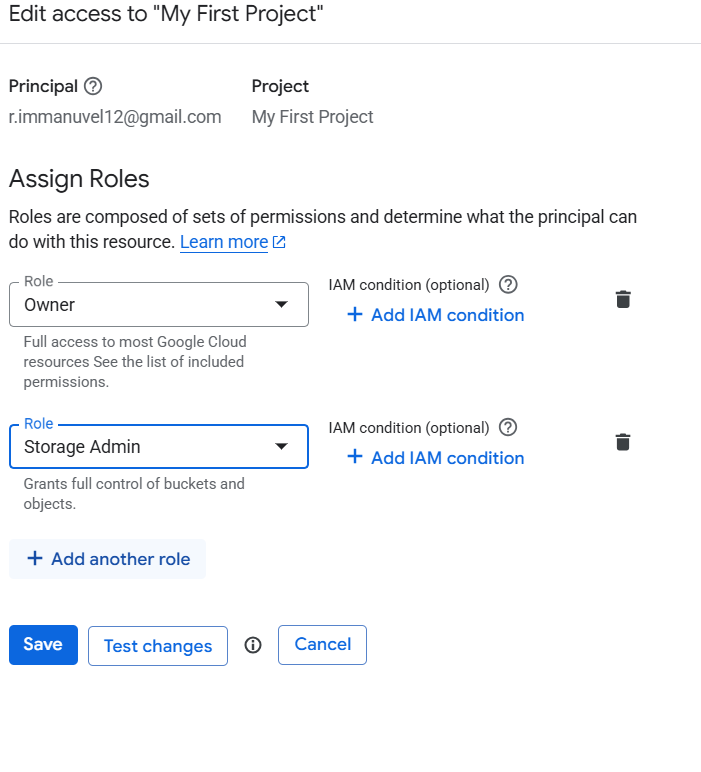 Edit access to "My First Project"
Principal
Project
r.immanuvel12@gmail.com
My First Project
Assign Roles
Roles are composed of sets of permissions and determine what the principal can
do with this resource. Learn more
Role
Owner
IAM condition (optional)
+ Add IAM condition
Full access to most Google Cloud
resources See the list of included
permissions.
Role
Storage Admin
IAM condition (optional)
+ Add IAM condition
Grants full control of buckets and
objects.
+ Add another role
Save
Test changes
Cancel